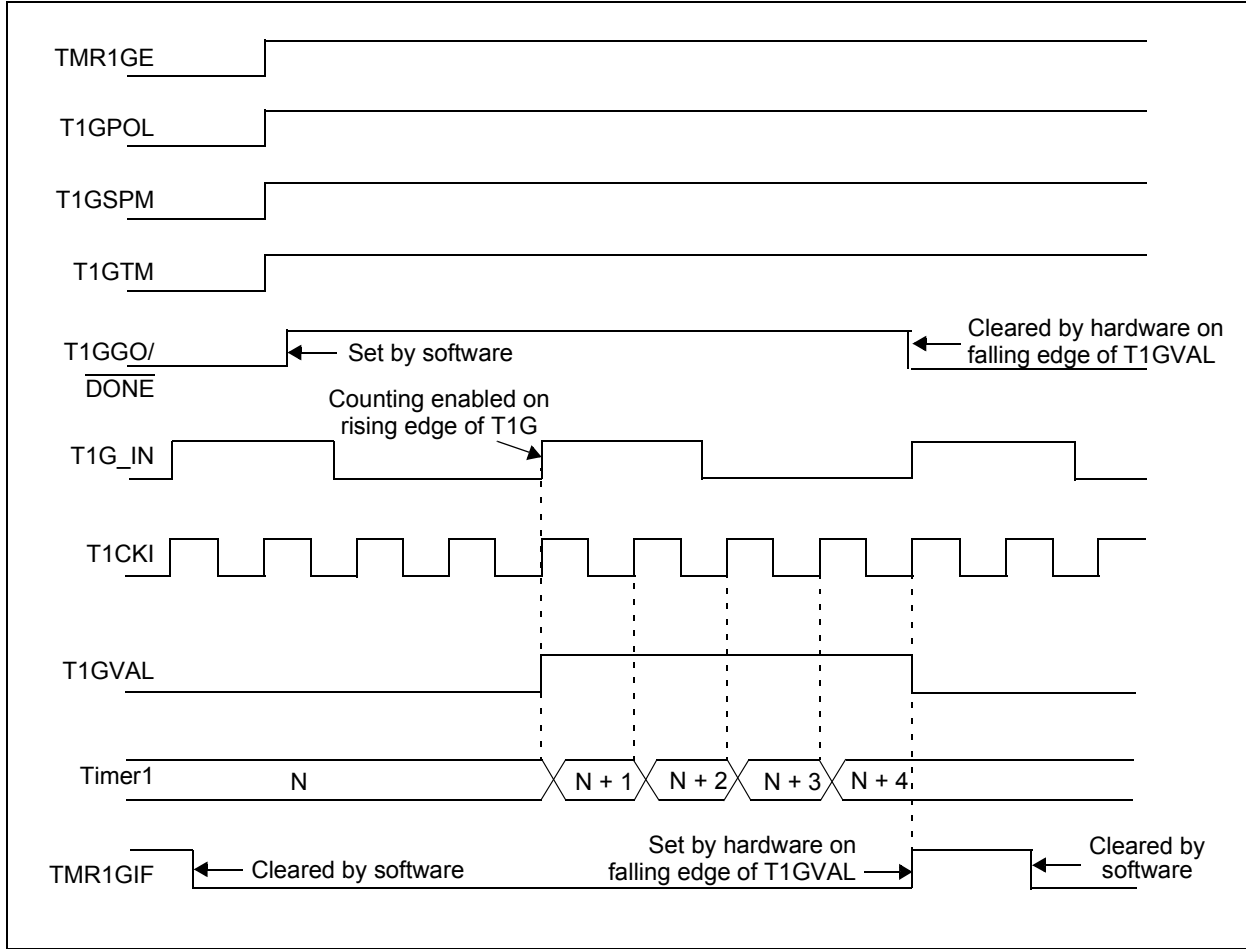 TMR1GE
T1GPOL
T1GSPM
T1GTM
T1GGO/
DONE
Set by software
Cleared by hardware on
falling edge of T1GVAL
Counting enabled on
rising edge of T1G
T1G_IN
T1CKI
T1GVAL
Timer1
N
N + 1
N + 2
N + 3
N + 4
TMR1GIF
Cleared by software
Set by hardware on
falling edge of T1GVAL
Cleared by
software